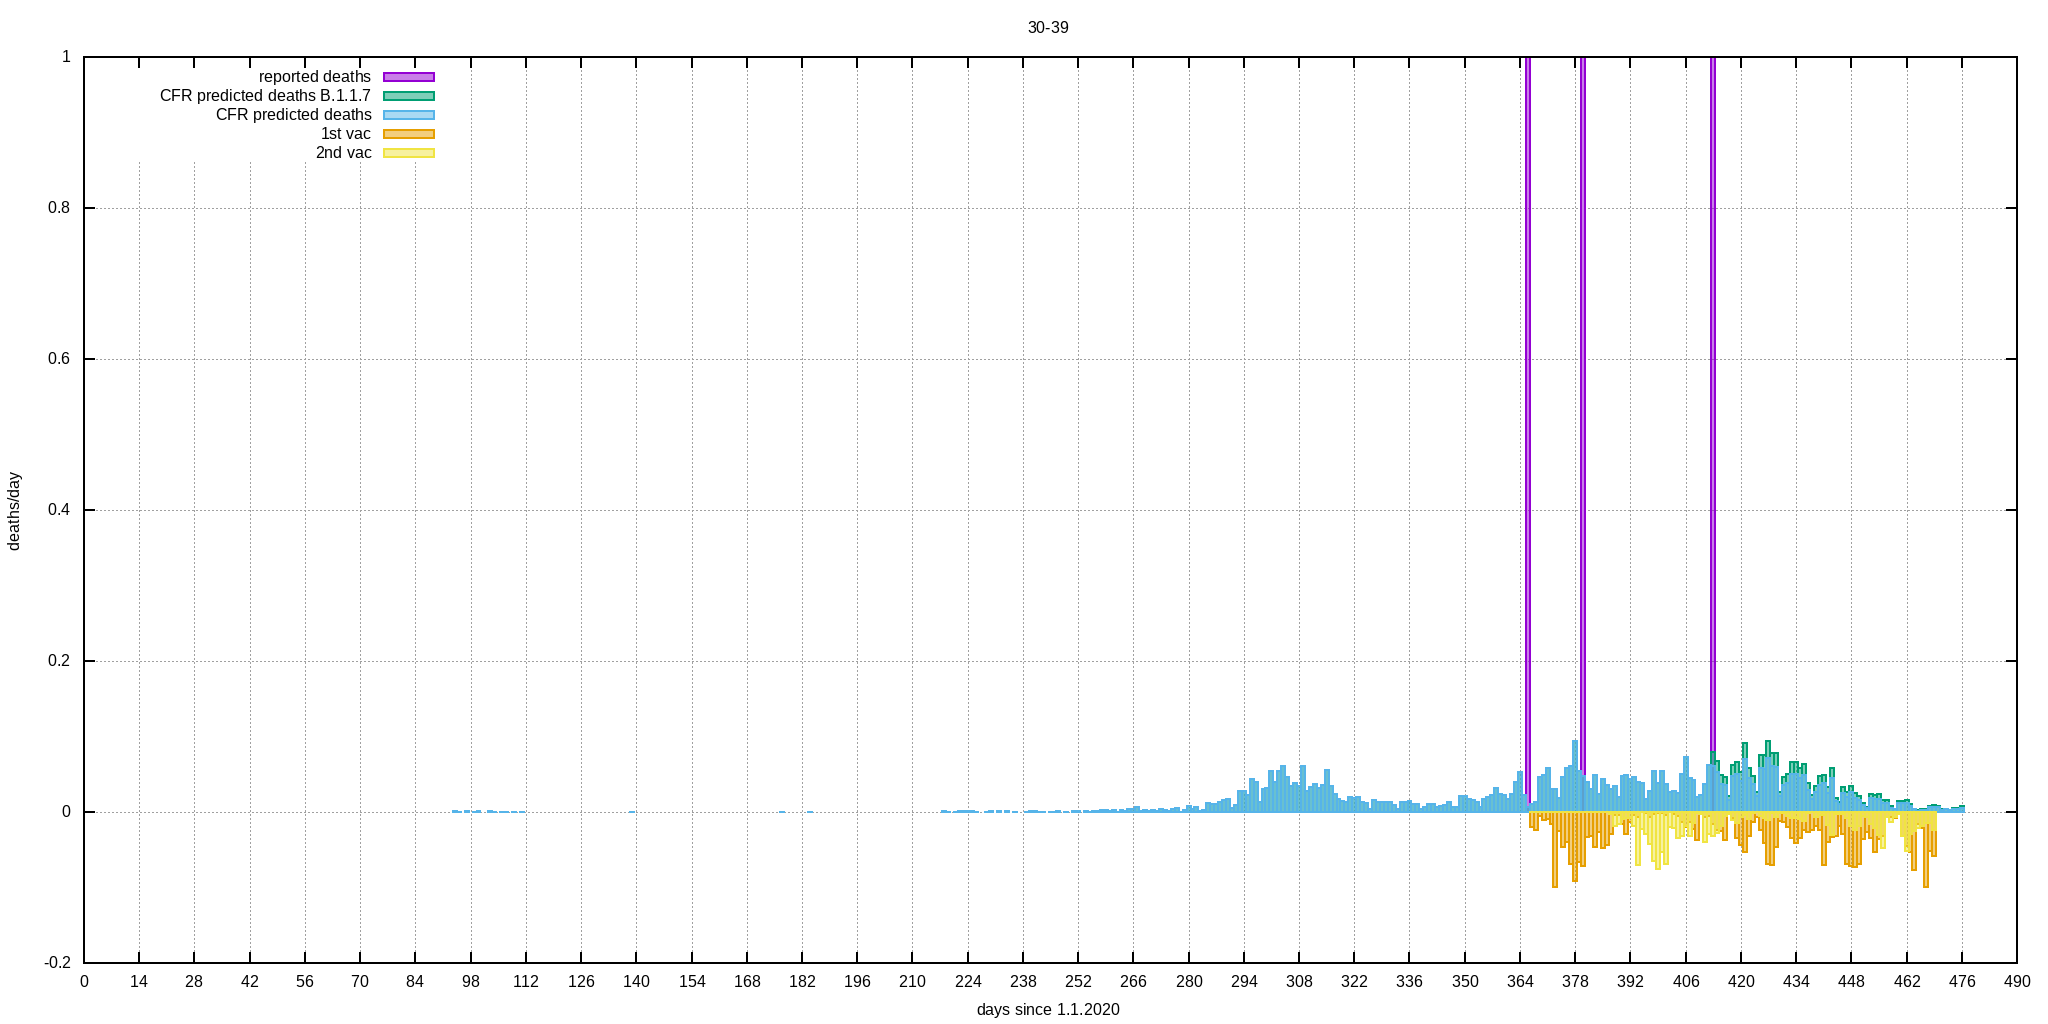 30-39
reported deaths
CFR predicted deaths B.1.1.7
CFR predicted deaths
1st vac
2nd vac
1
0.8
0.6
0.4
0.2
0
-0.2
deaths/day
0 14 28 42 56 70 84 98 112 126 140 154 168 182 196 210 224 238 252 266 280 294 308 322 336 350 364 378 392 406 420 434 448 462 476 490
days since 1.1.2020